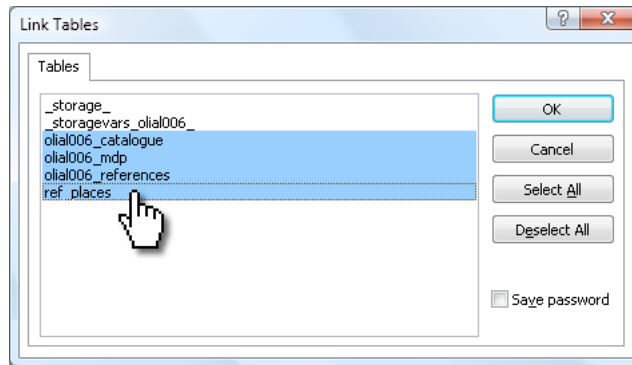 Link Tables
Tables
_storage_
_storagevars_olial006_
olial006_catalogue
olial006_mdp
olial006_references
ref_places
OK
Cancel
Select All
Deselect All
Save password